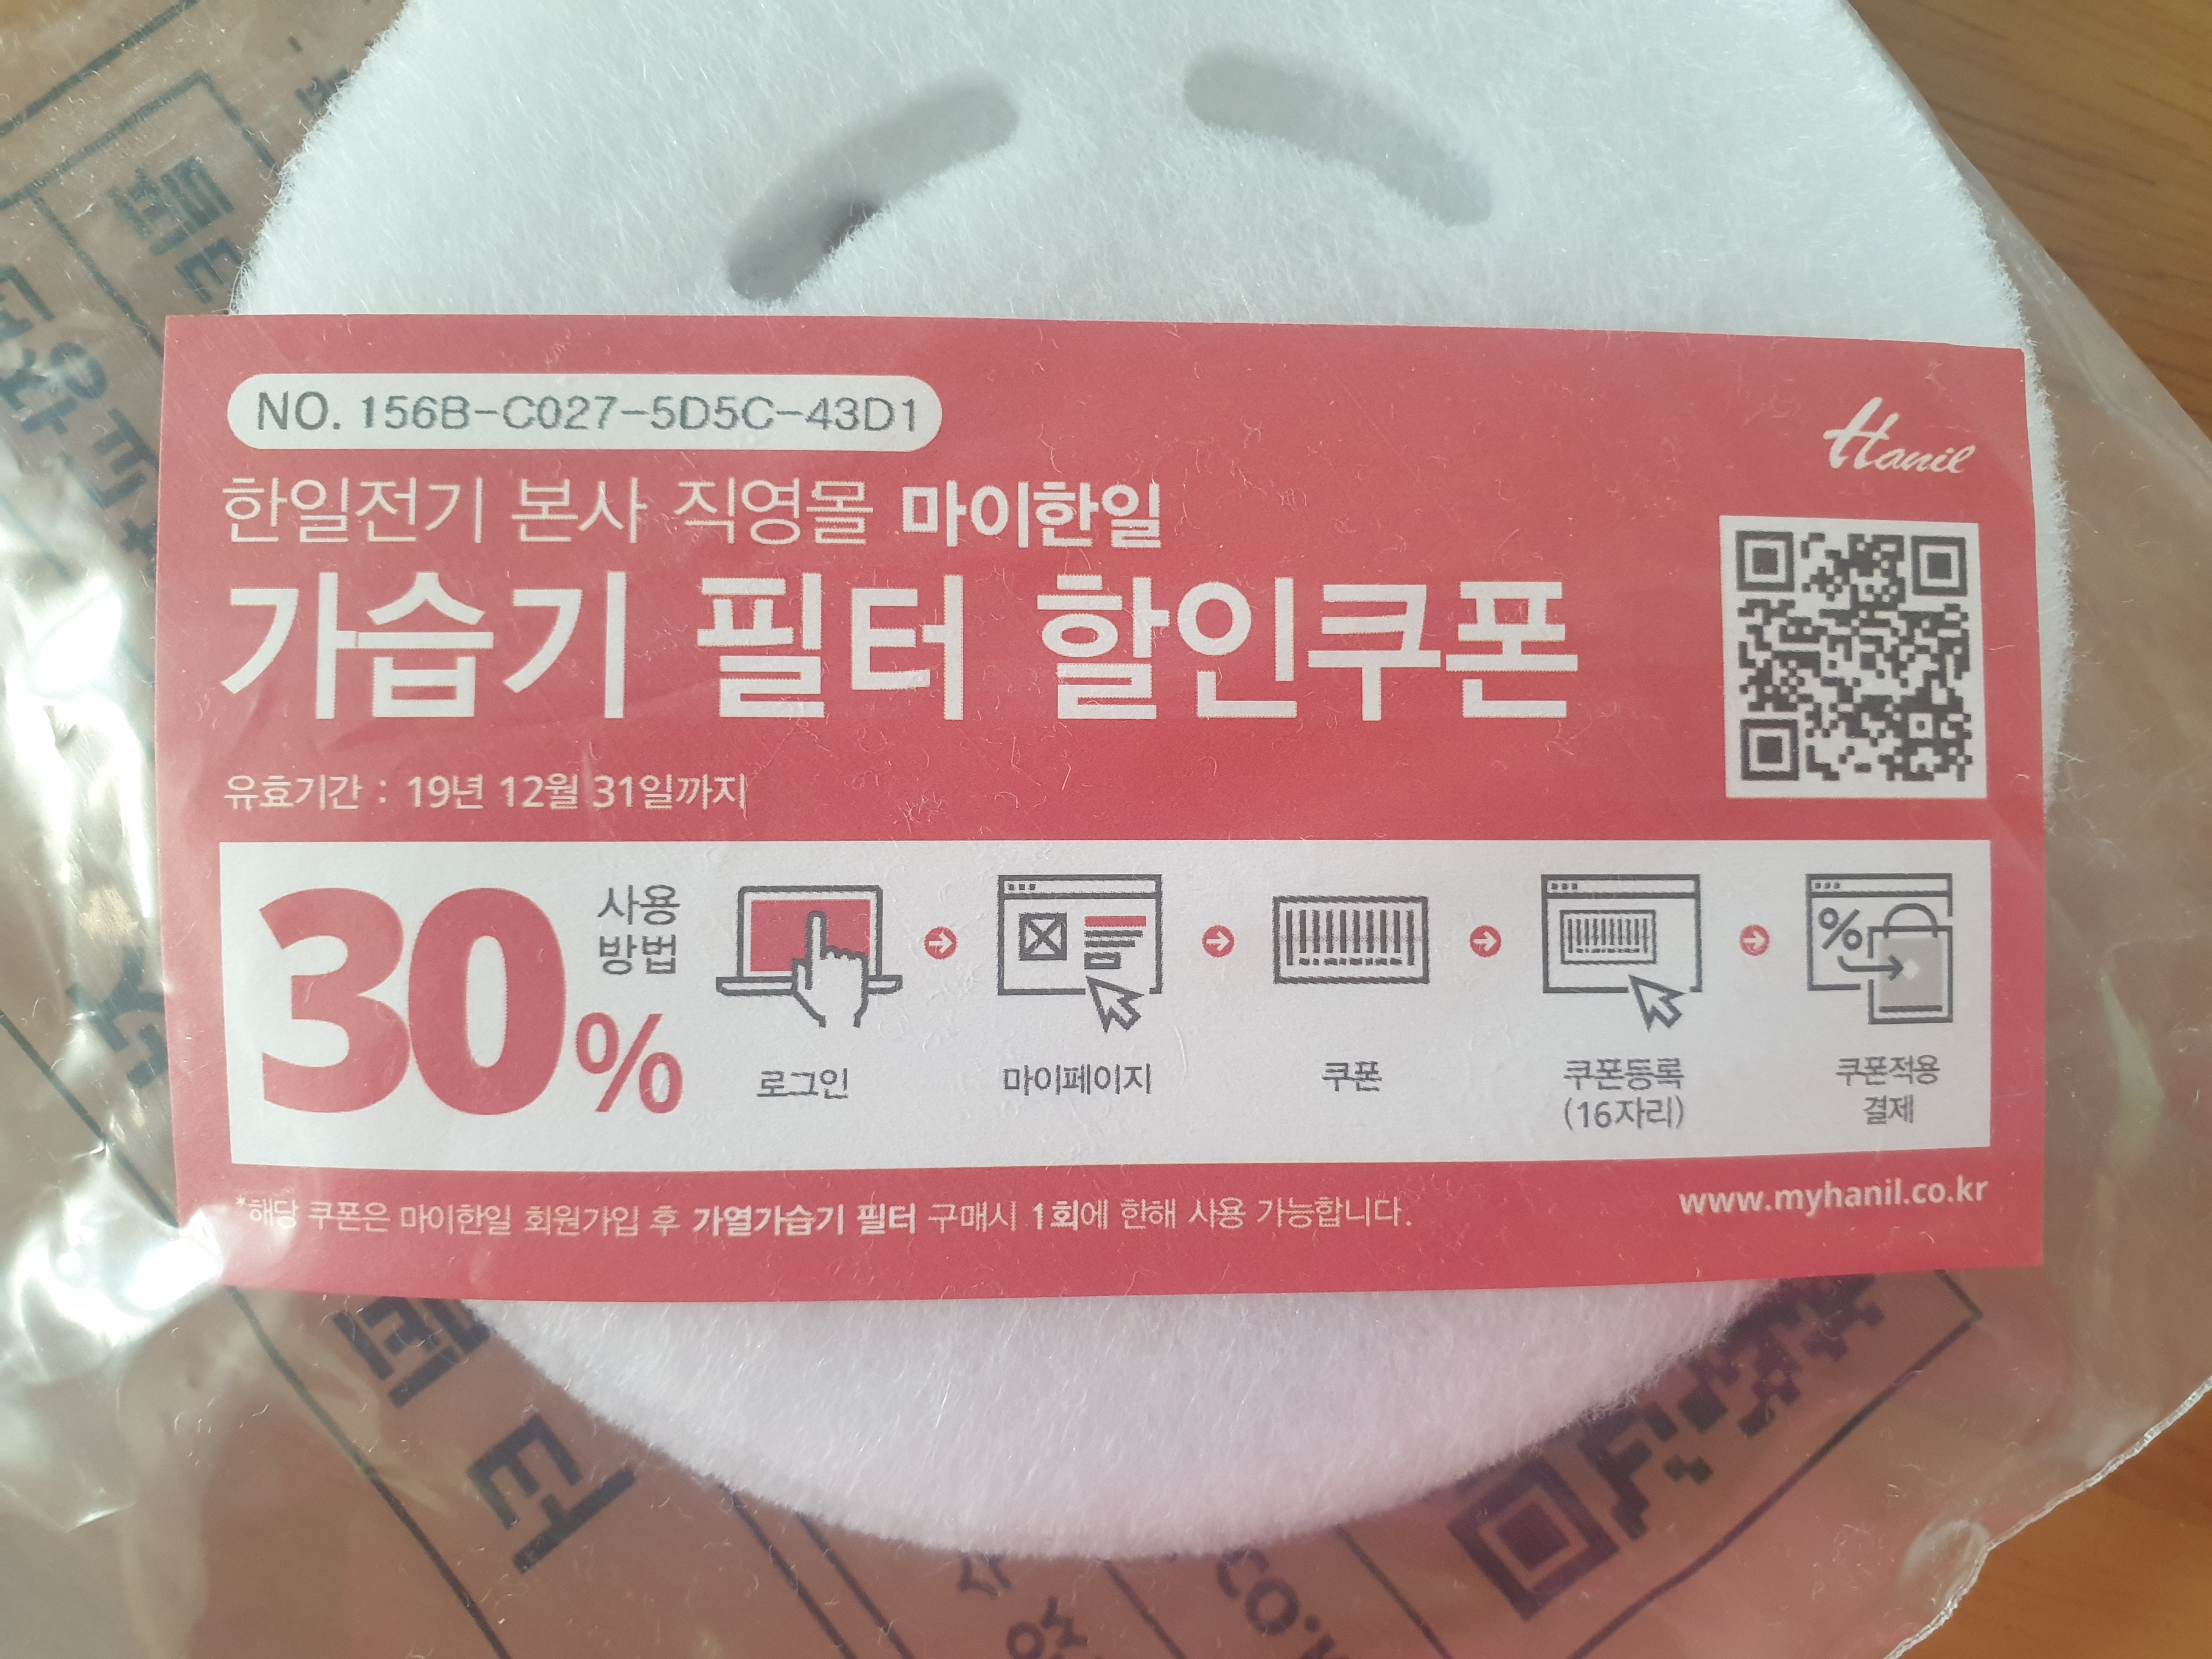 NO. 156B-C027-5D5C-43D1
Hanil
한일전기 본사 직영몰 마이한일
가습기 필터 할인쿠폰
유효기간 : 19년 12월 31일까지
30%
사용
방법
로그인
마이페이지
쿠폰
쿠폰등록
(16자리)
%
쿠폰적용
결제
*해당 쿠폰은 마이한일 회원가입 후 가열가습기 필터 구매시 1회에 한해 사용 가능합니다.
www.myhanil.co.kr